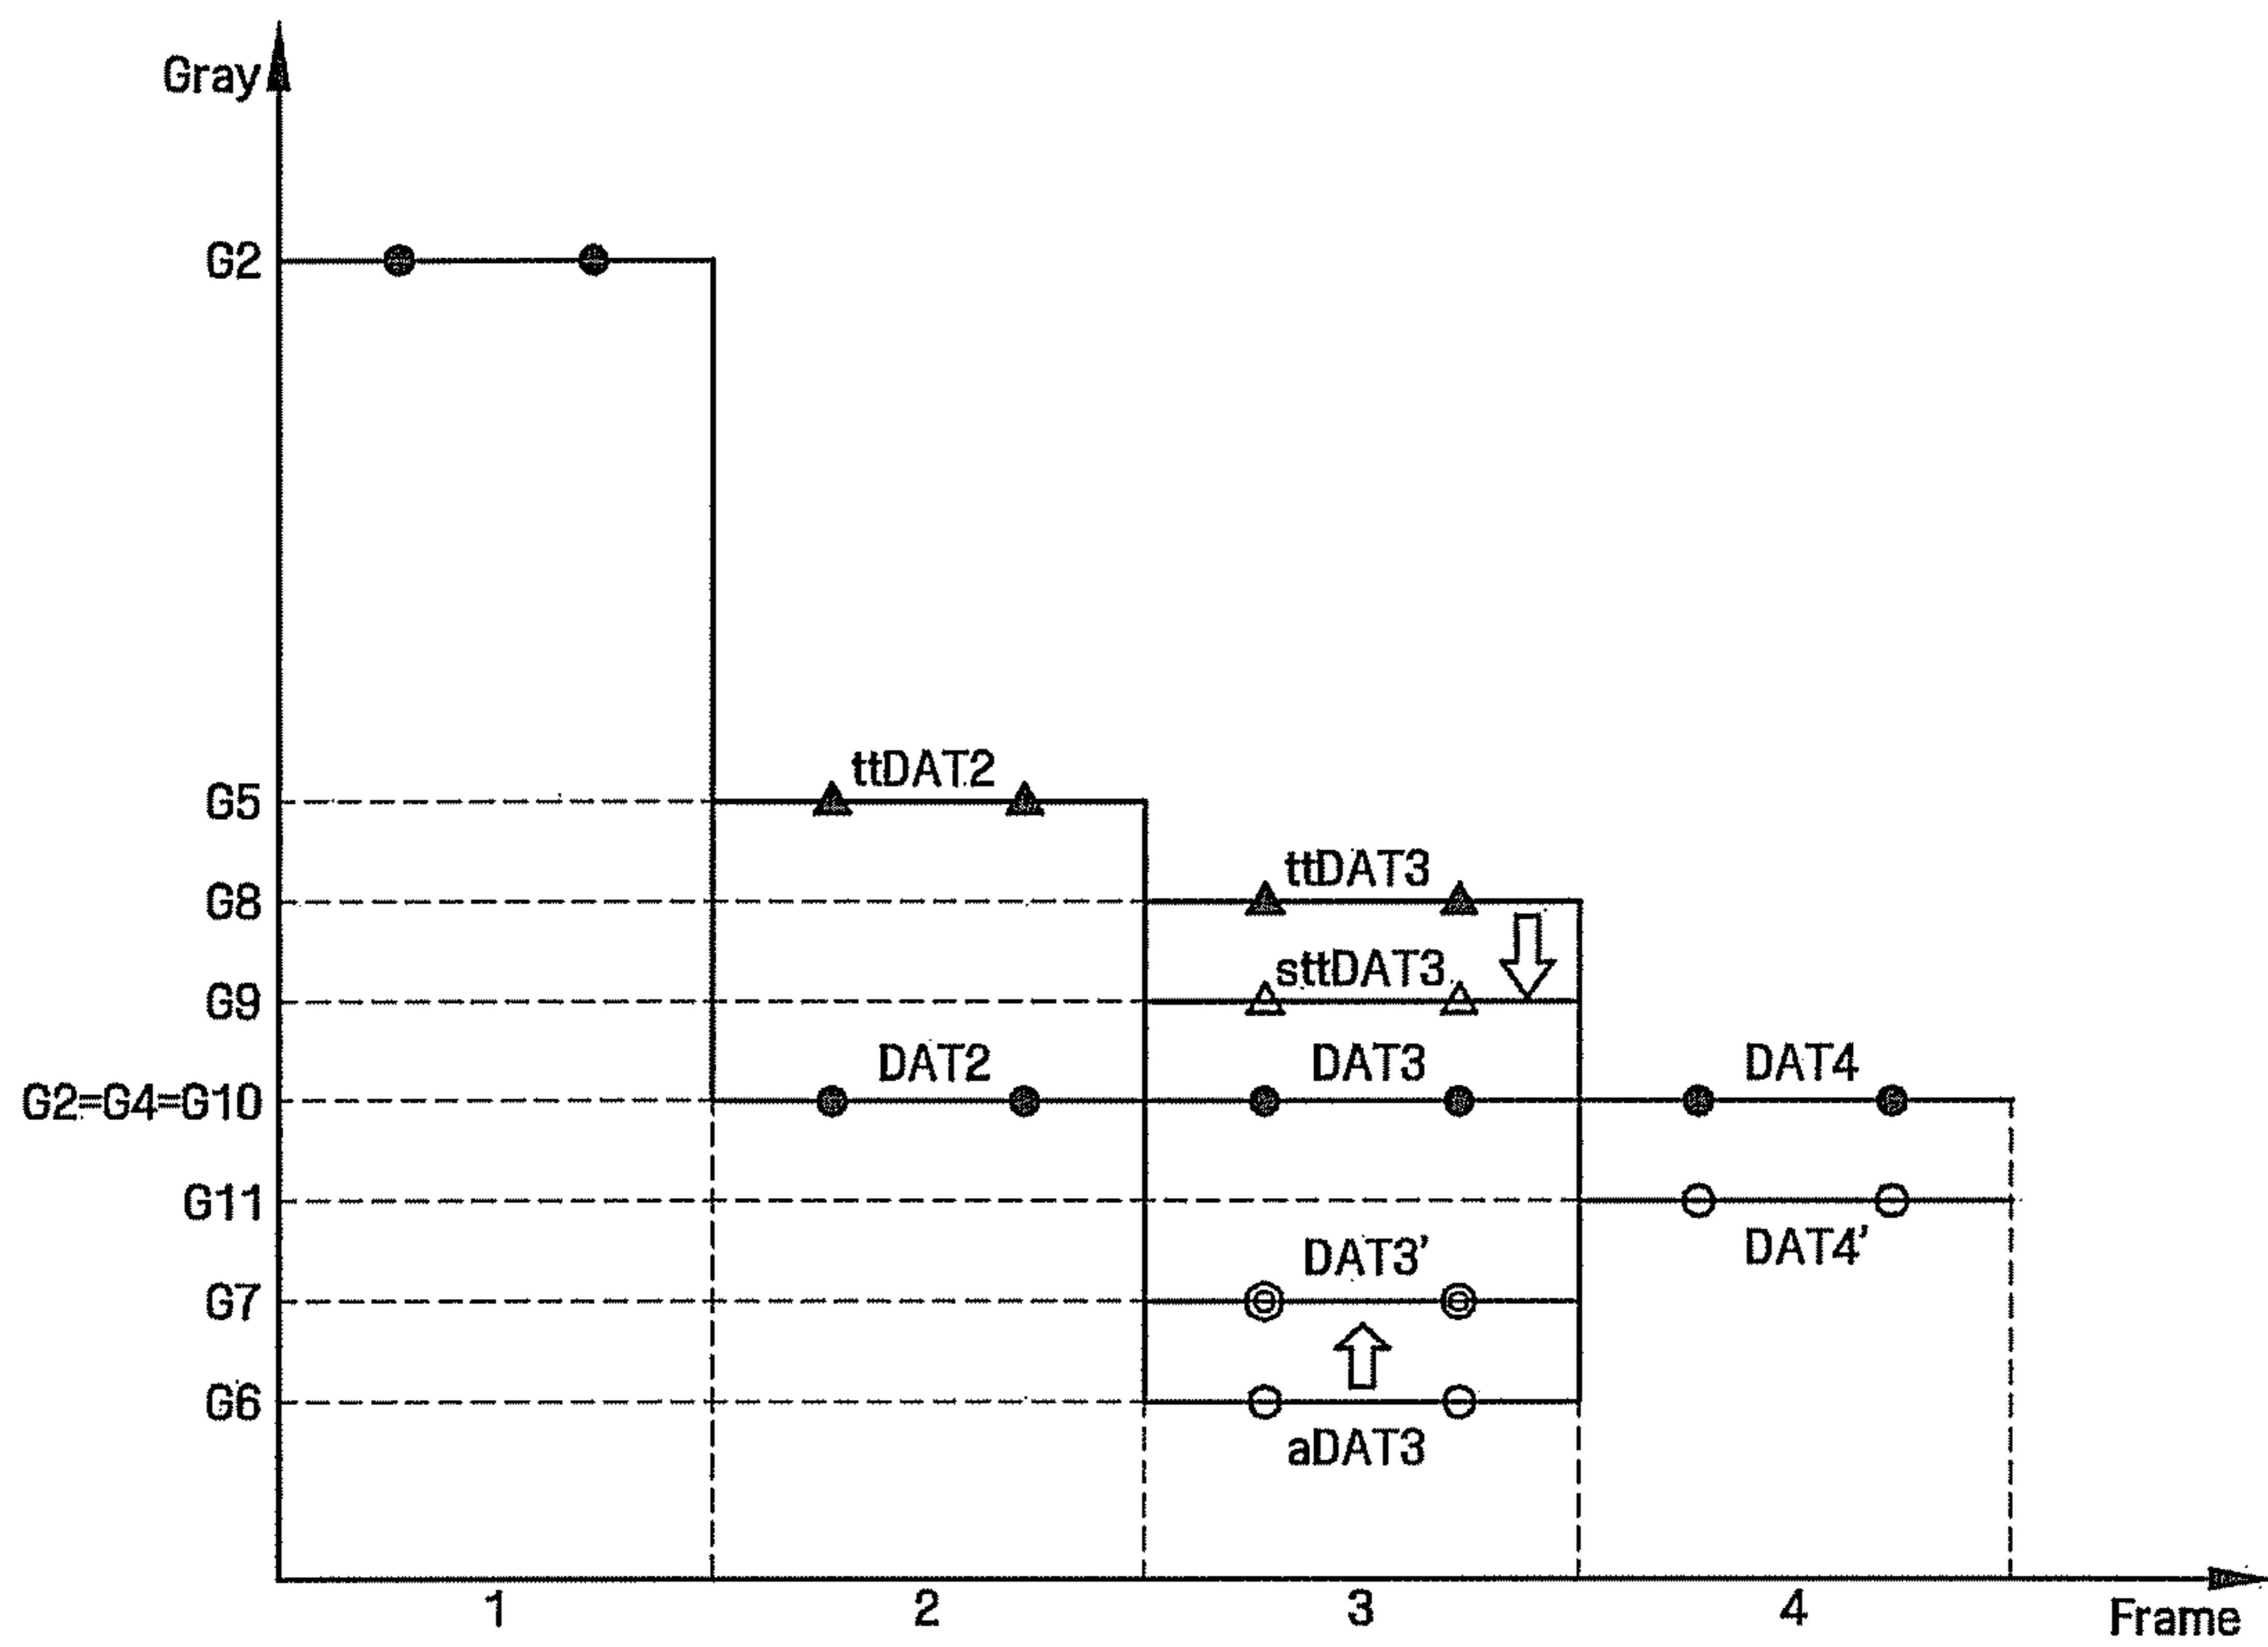 Gray
G2
ttDAT2
G5
ttDAT3
G8
sttDAT3
G9
DAT2 DAT3 DAT4
G2=G4=G10
G11
DAT3' DAT4'
G7
G6
aDAT3
1 2 3 4 Frame